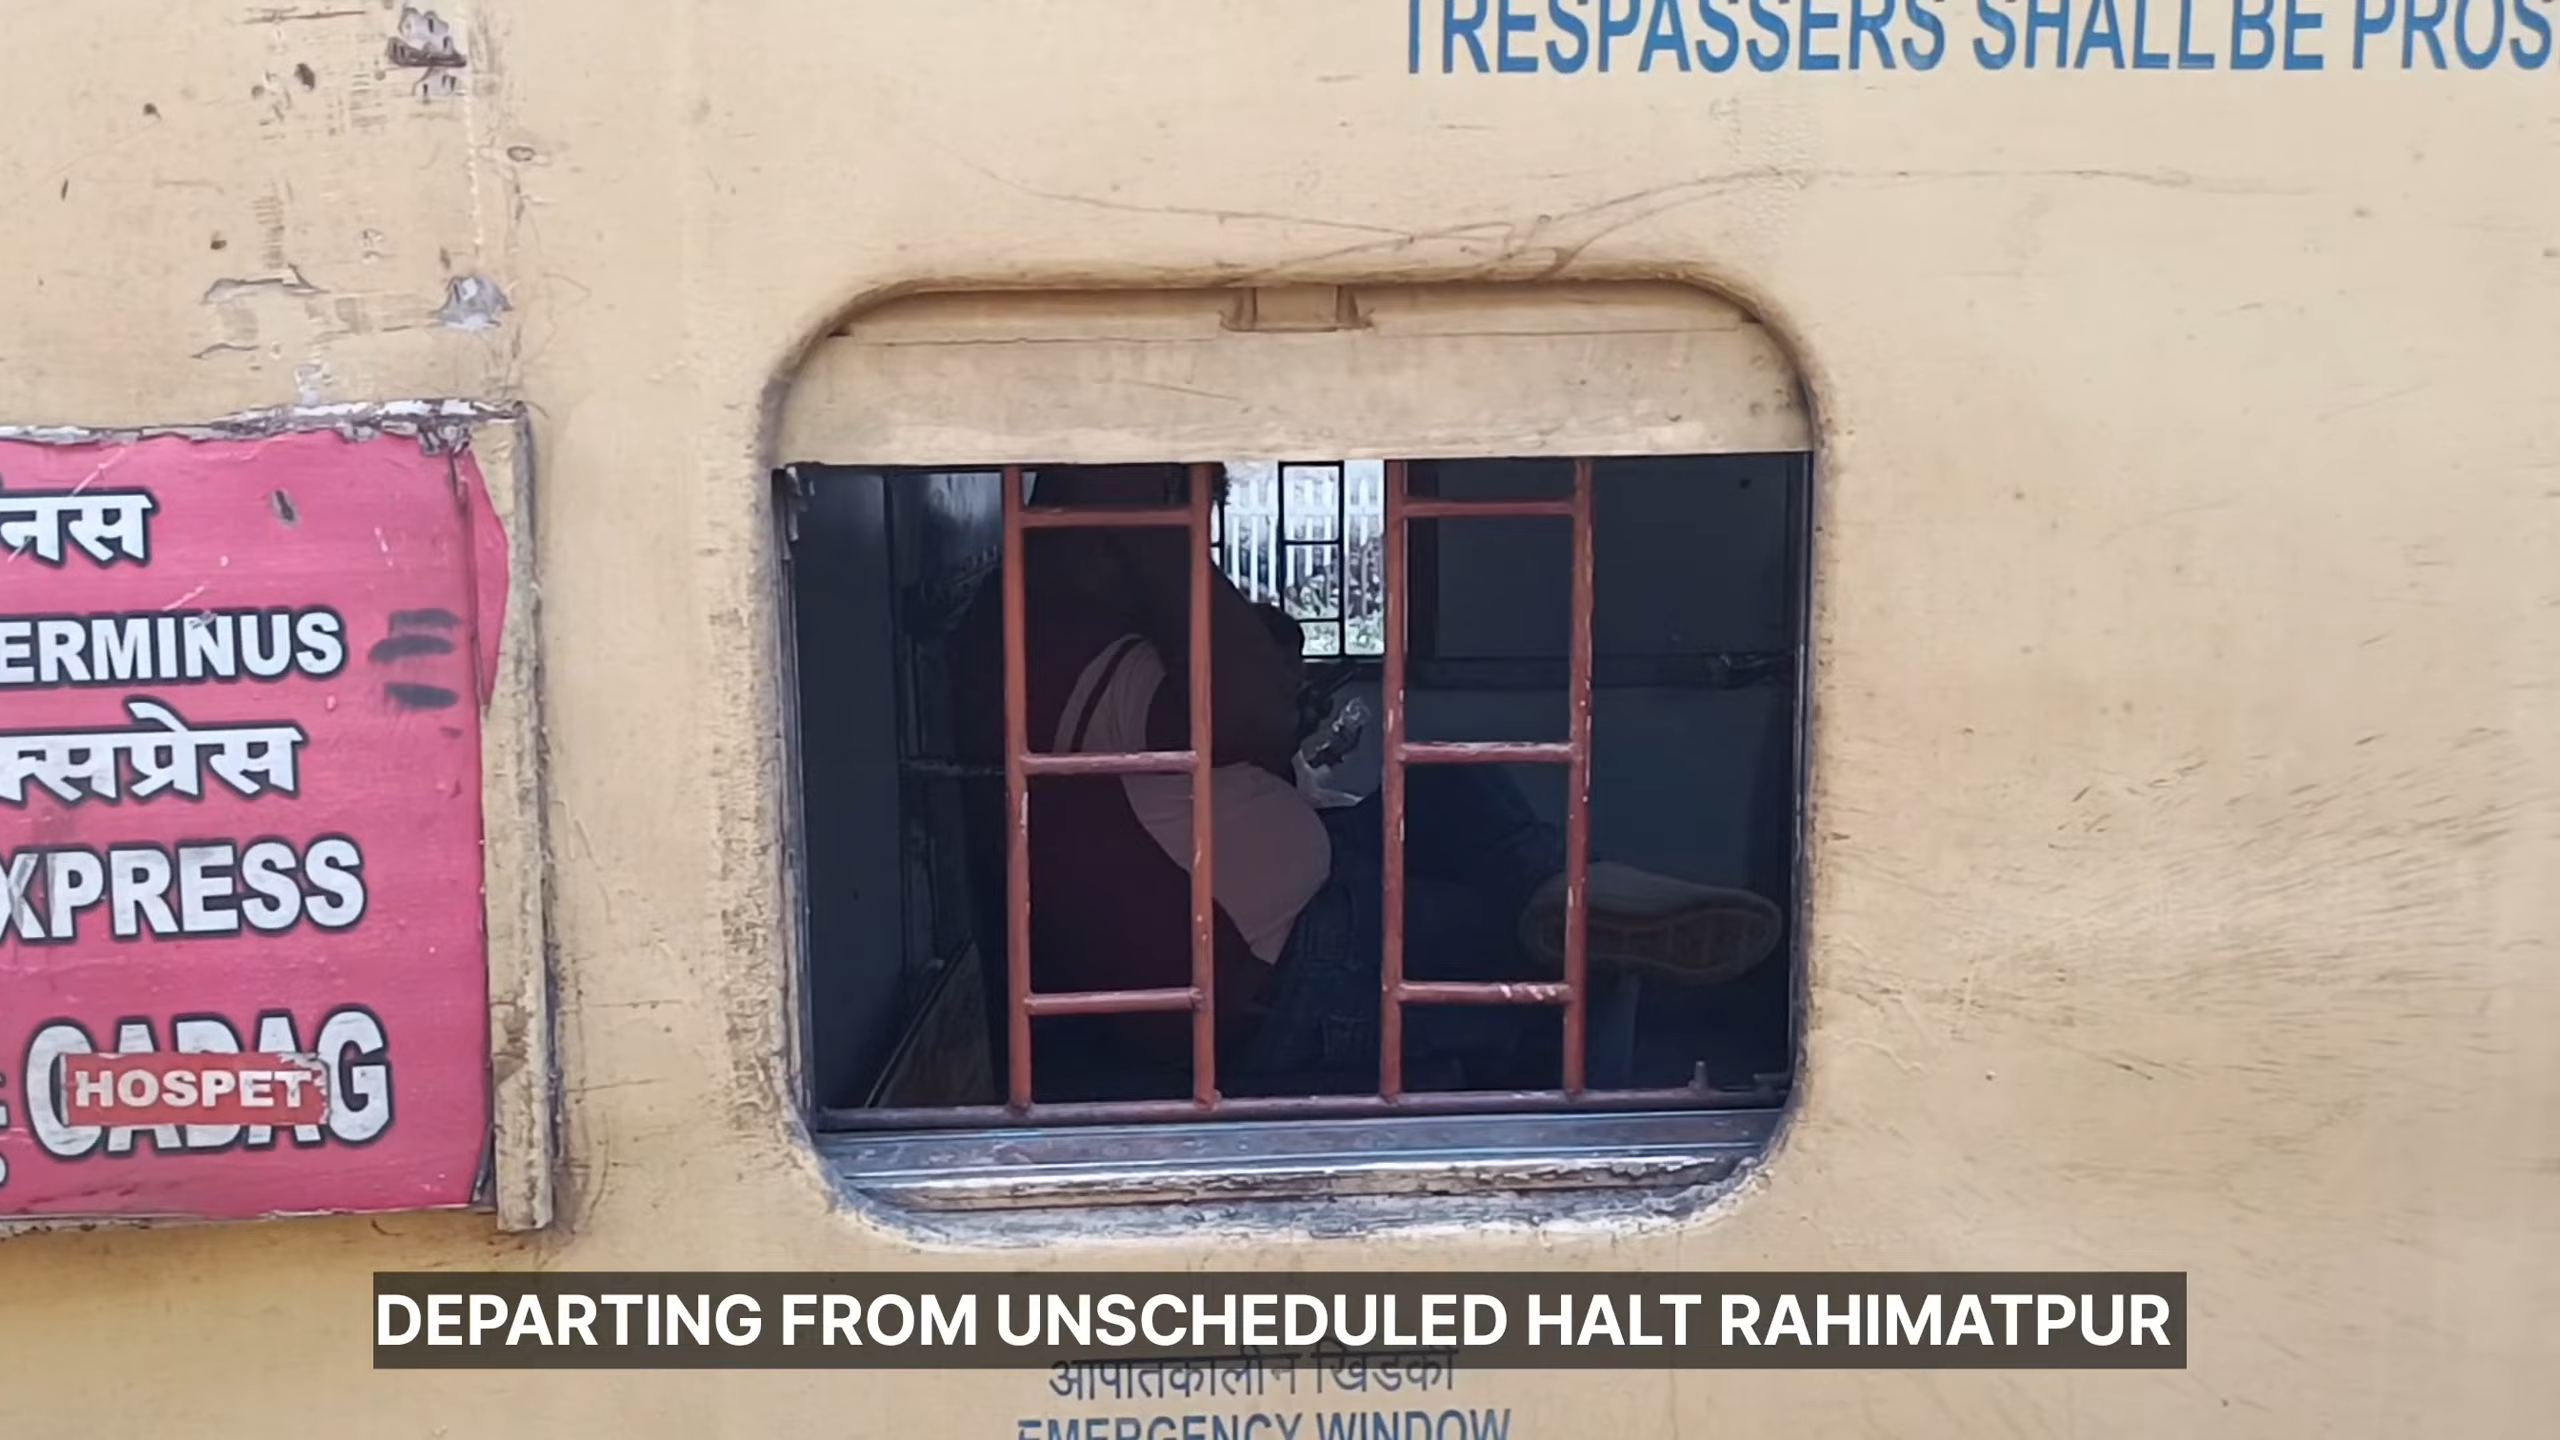 TRESPASSERS SHALL BE PROS
नस
ERMINUS
क्सप्रेस
XPRESS
GADAG
HOSPET
DEPARTING FROM UNSCHEDULED HALT RAHIMATPUR
आपातकालीन खिडकी
EMERGENCY WINDOW